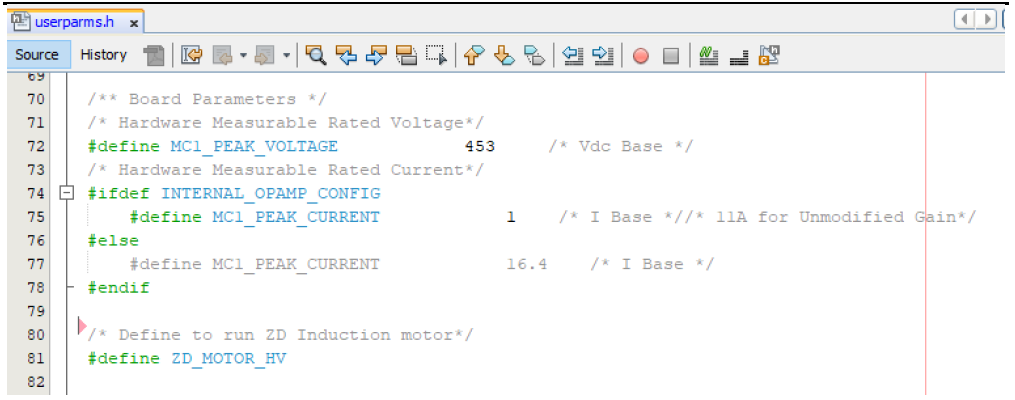 userparms.h x
Source History
69
70 /** Board Parameters */
71 /* Hardware Measurable Rated Voltage*/
72 #define MC1_PEAK_VOLTAGE 453 /* Vdc Base */
73 /* Hardware Measurable Rated Current*/
74 #ifdef INTERNAL_OPAMP_CONFIG
75 #define MC1_PEAK_CURRENT 1 /* I Base *//* 11A for Unmodified Gain*/
76 #else
77 #define MC1_PEAK_CURRENT 16.4 /* I Base */
78 #endif
79
80 /* Define to run ZD Induction motor*/
81 #define ZD_MOTOR_HV
82